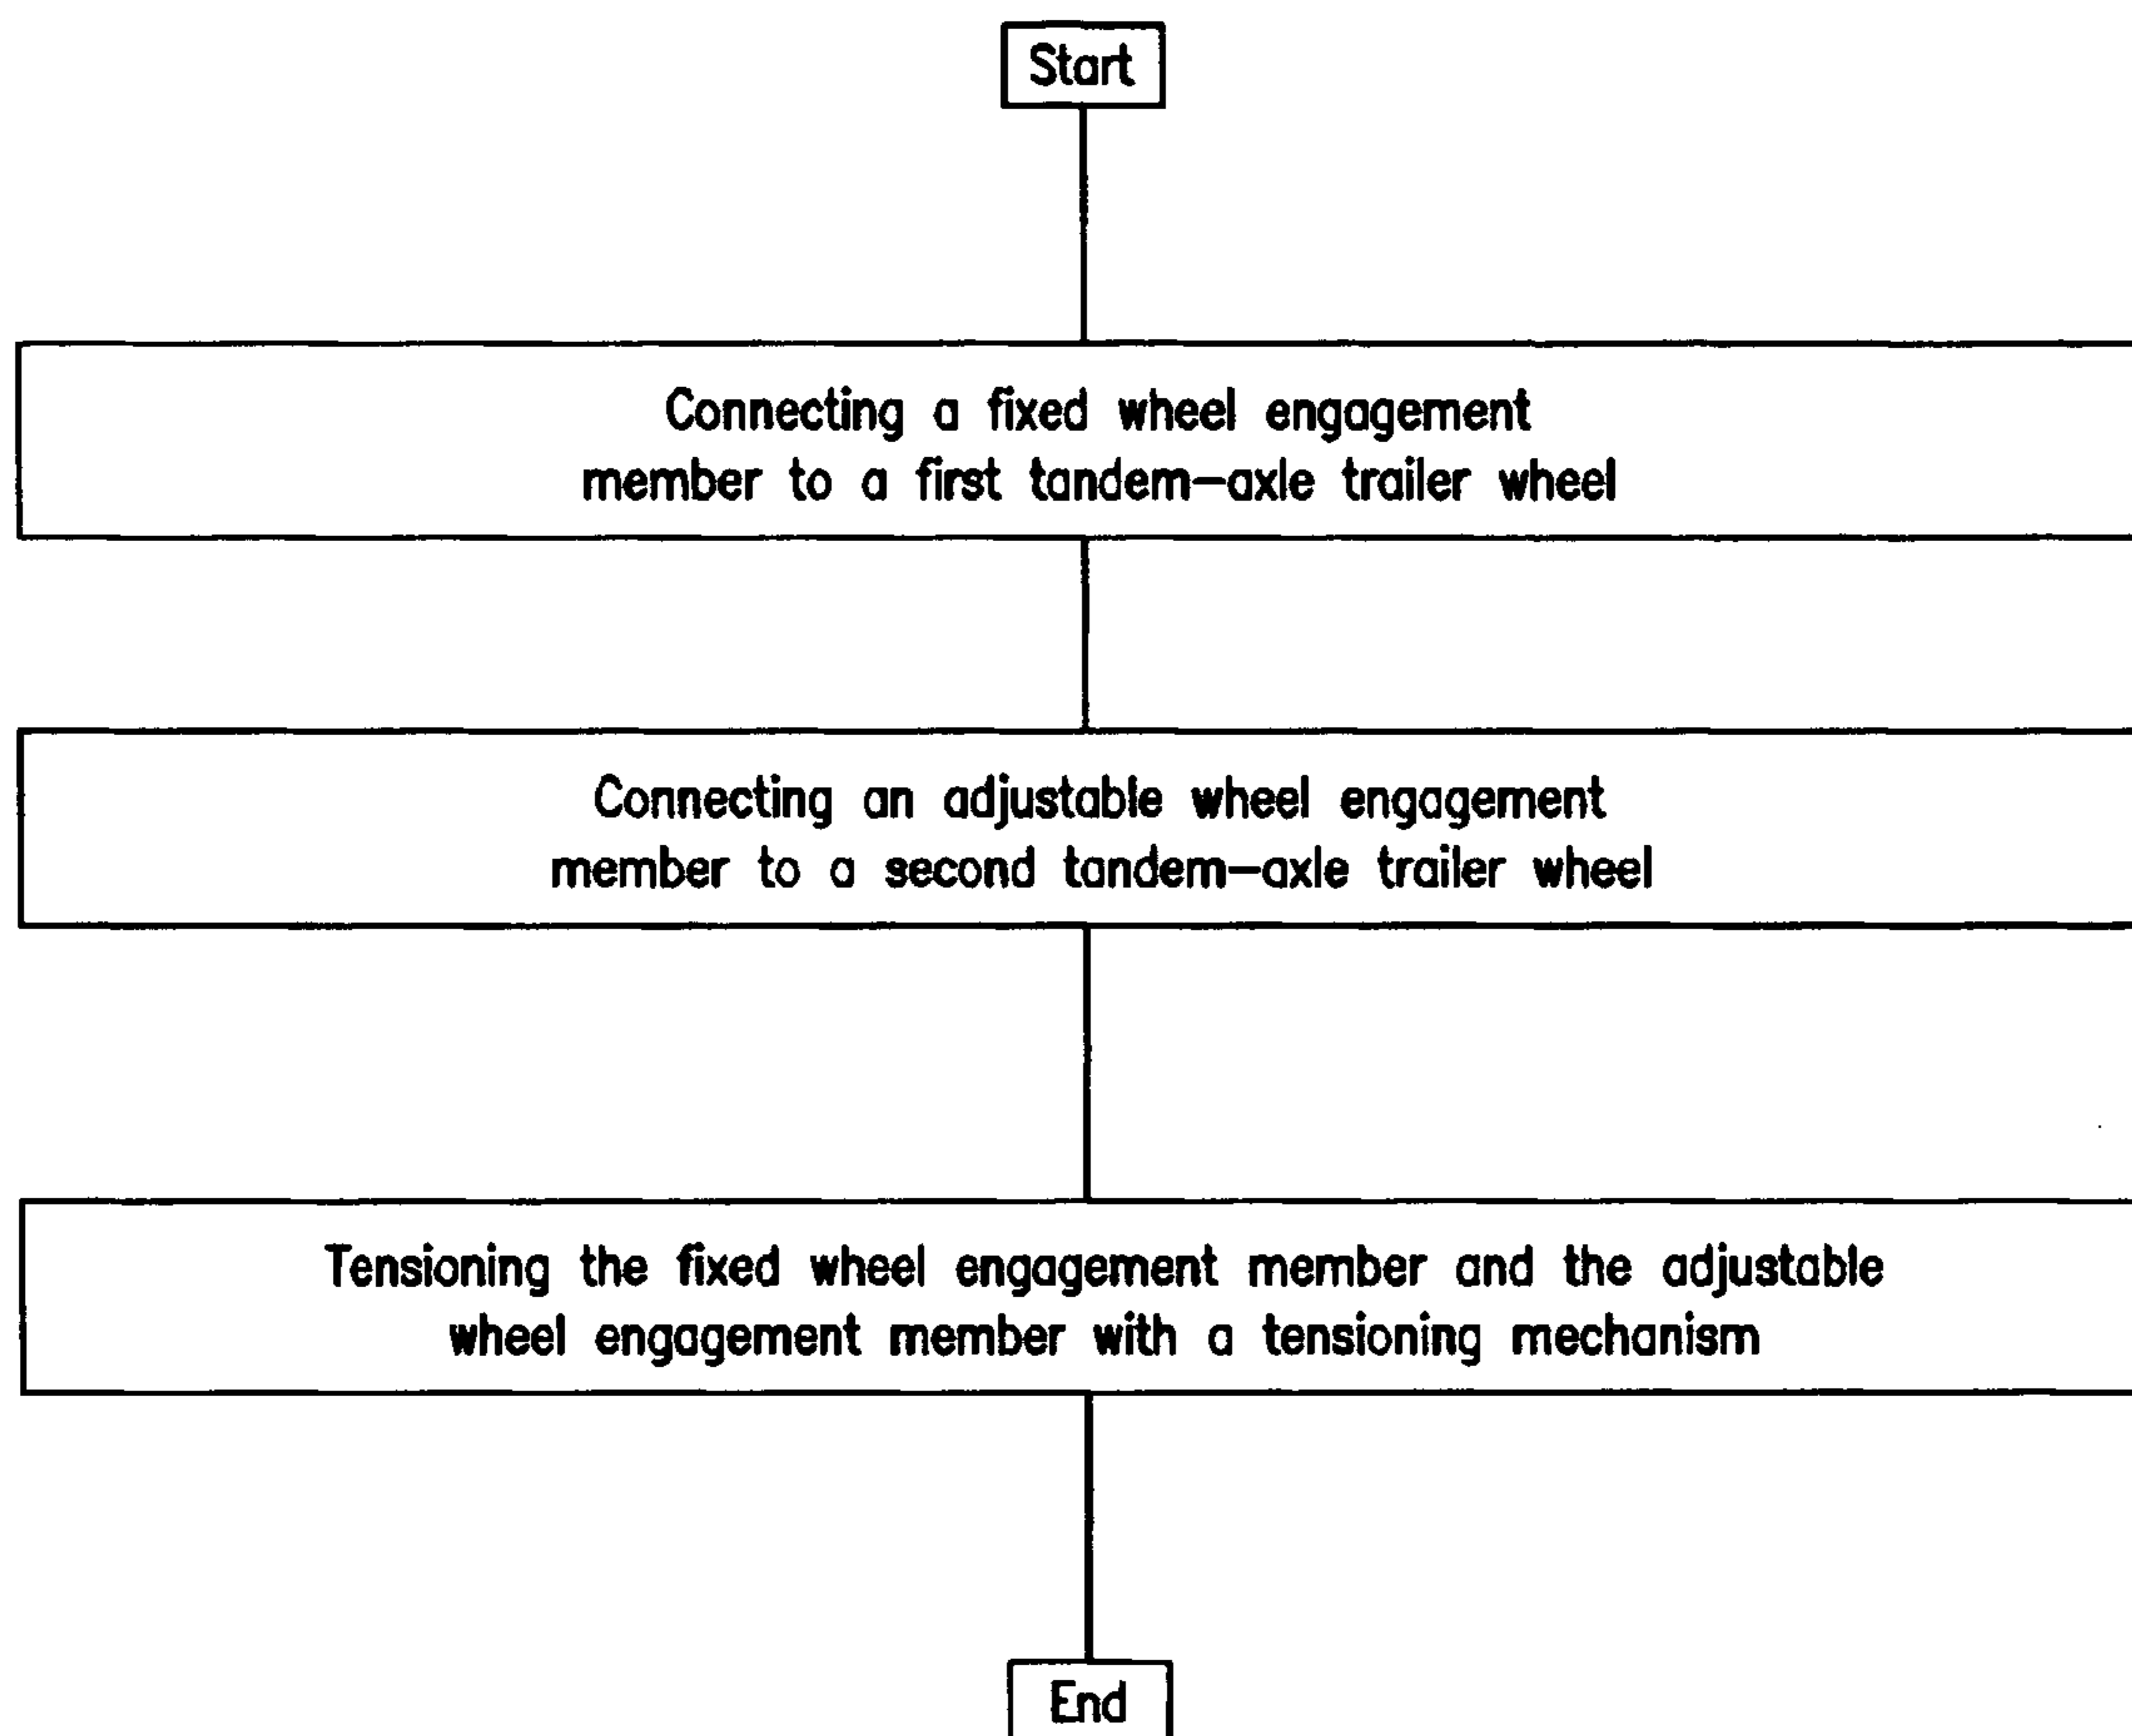 Start
Connecting a fixed wheel engagement
member to a first tandem-axle trailer wheel
Connecting an adjustable wheel engagement
member to a second tandem-axle trailer wheel
Tensioning the fixed wheel engagement member and the adjustable
wheel engagement member with a tensioning mechanism
End